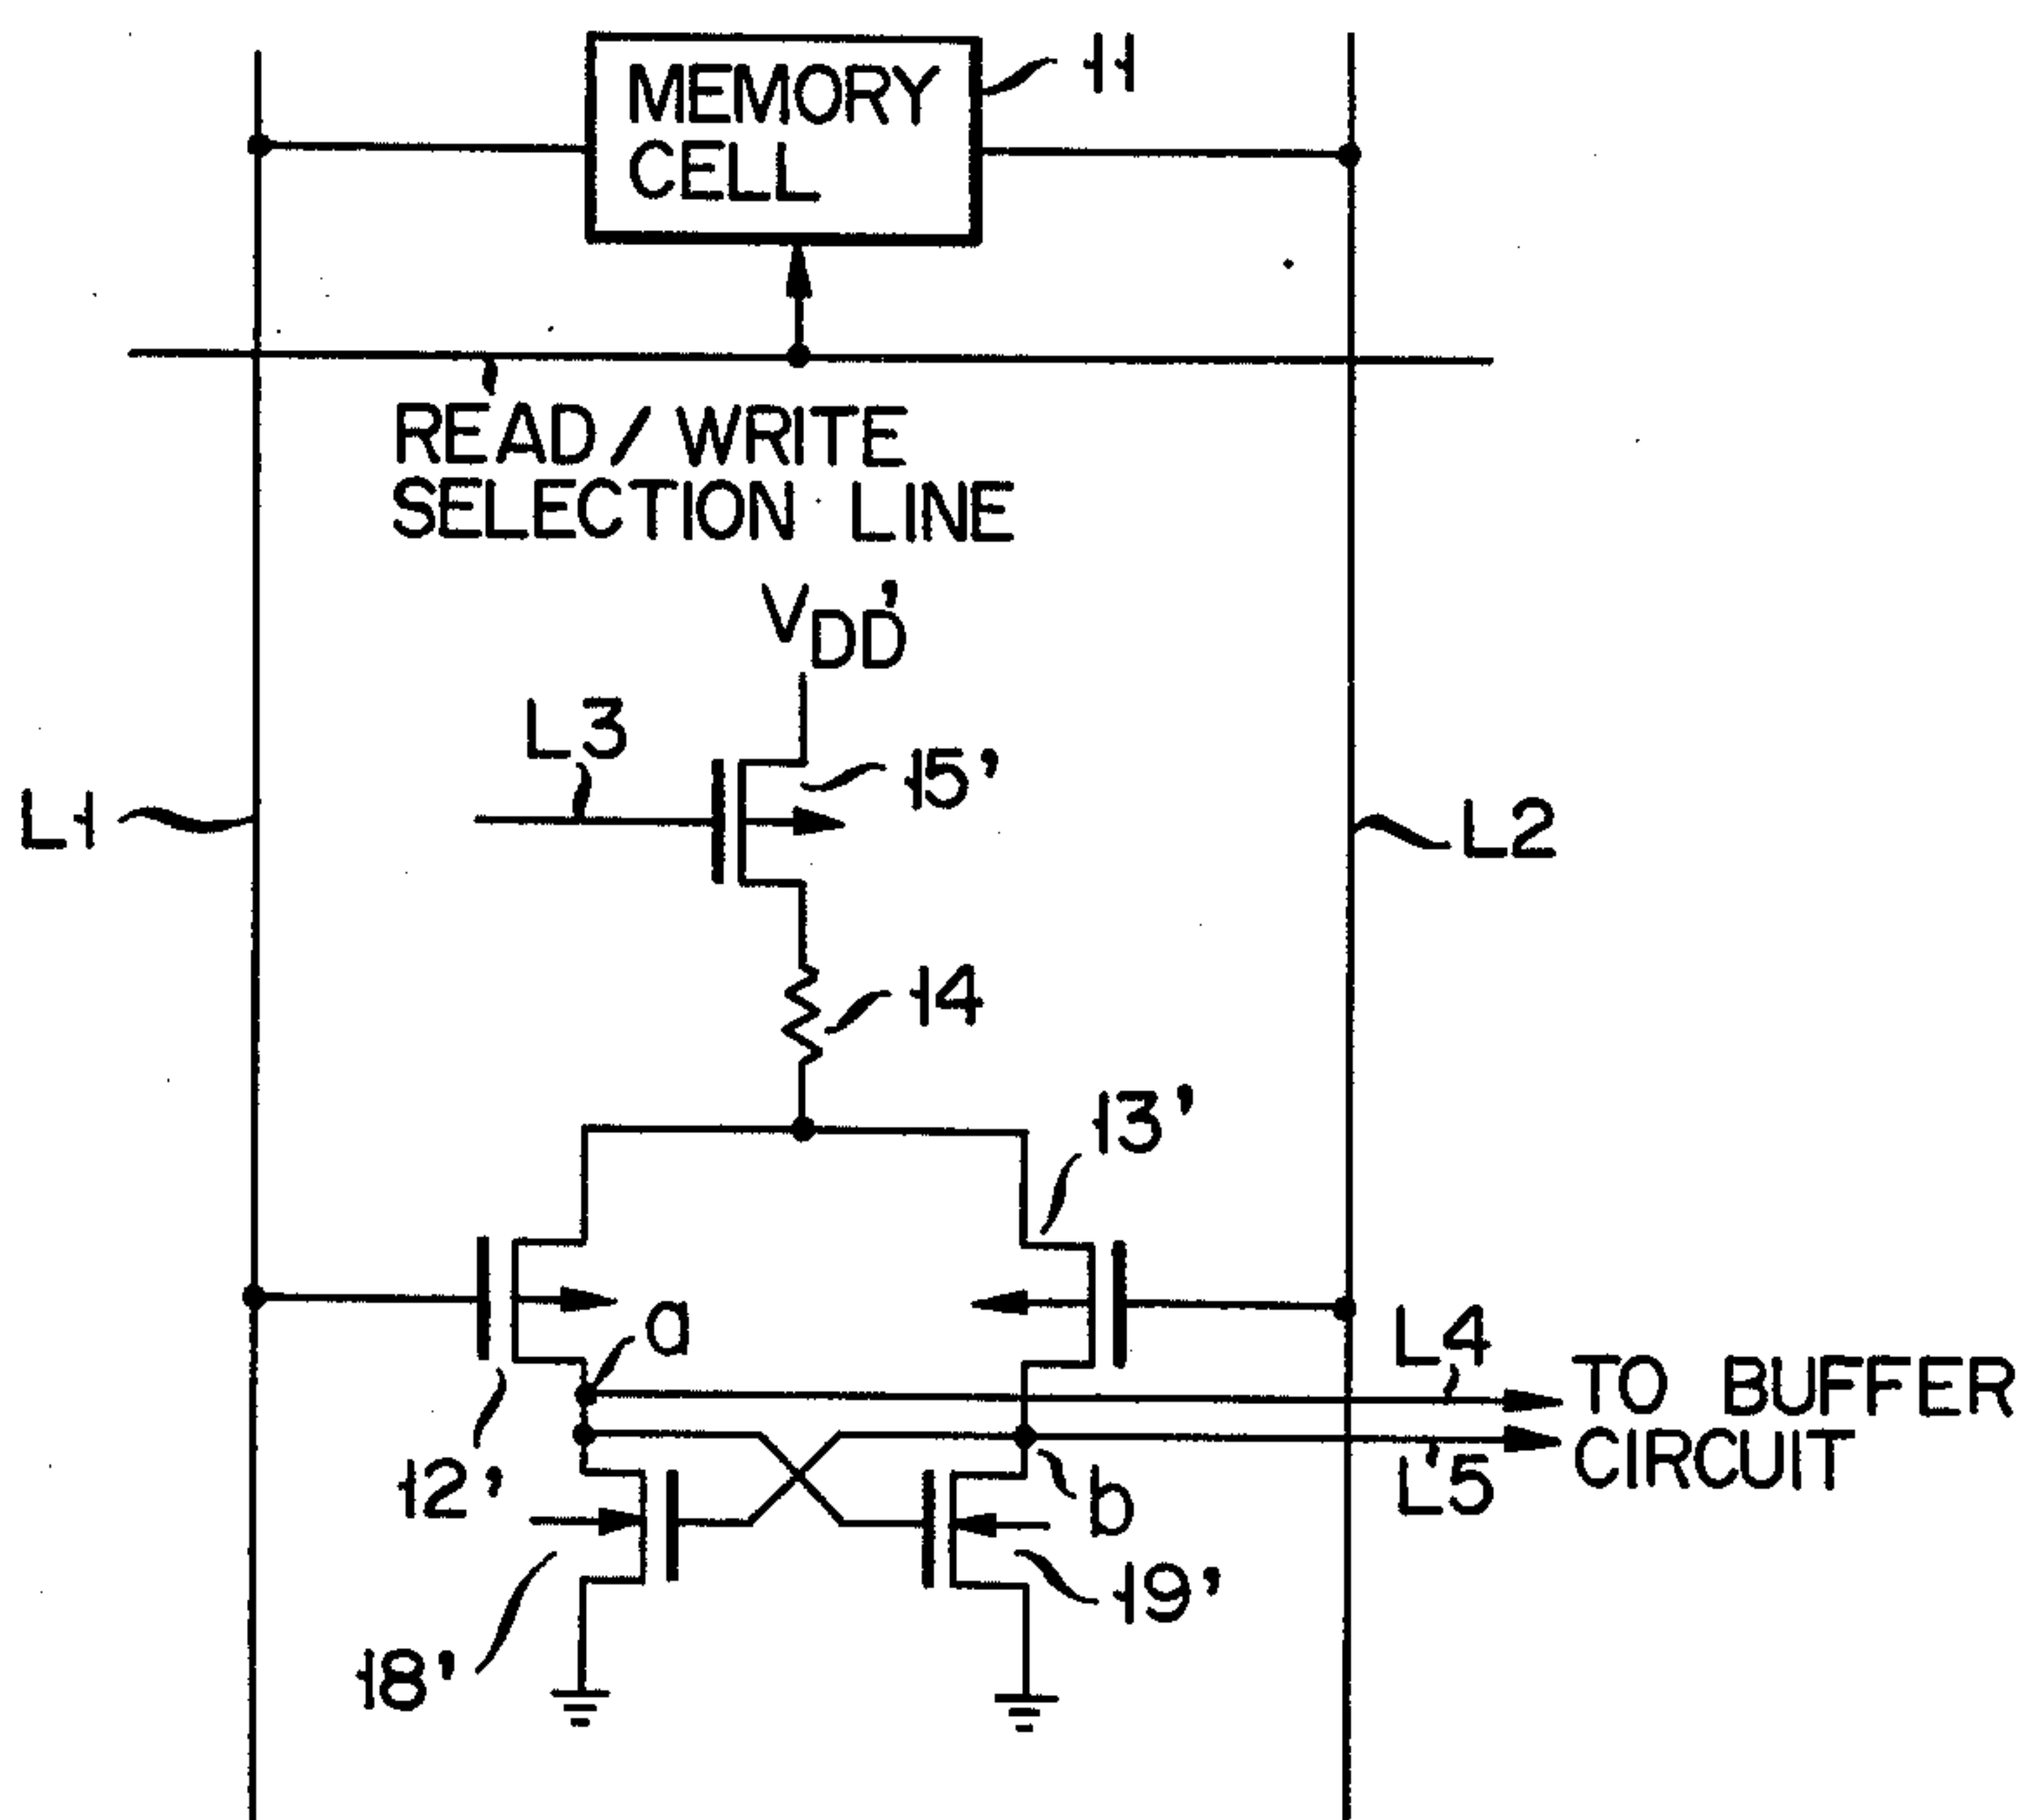 MEMORY
CELL
11
READ/WRITE
SELECTION LINE
VDD'
L3
15'
L1
L2
14
13'
a
L4
TO BUFFER
CIRCUIT
12'
b
L5
19'
18'